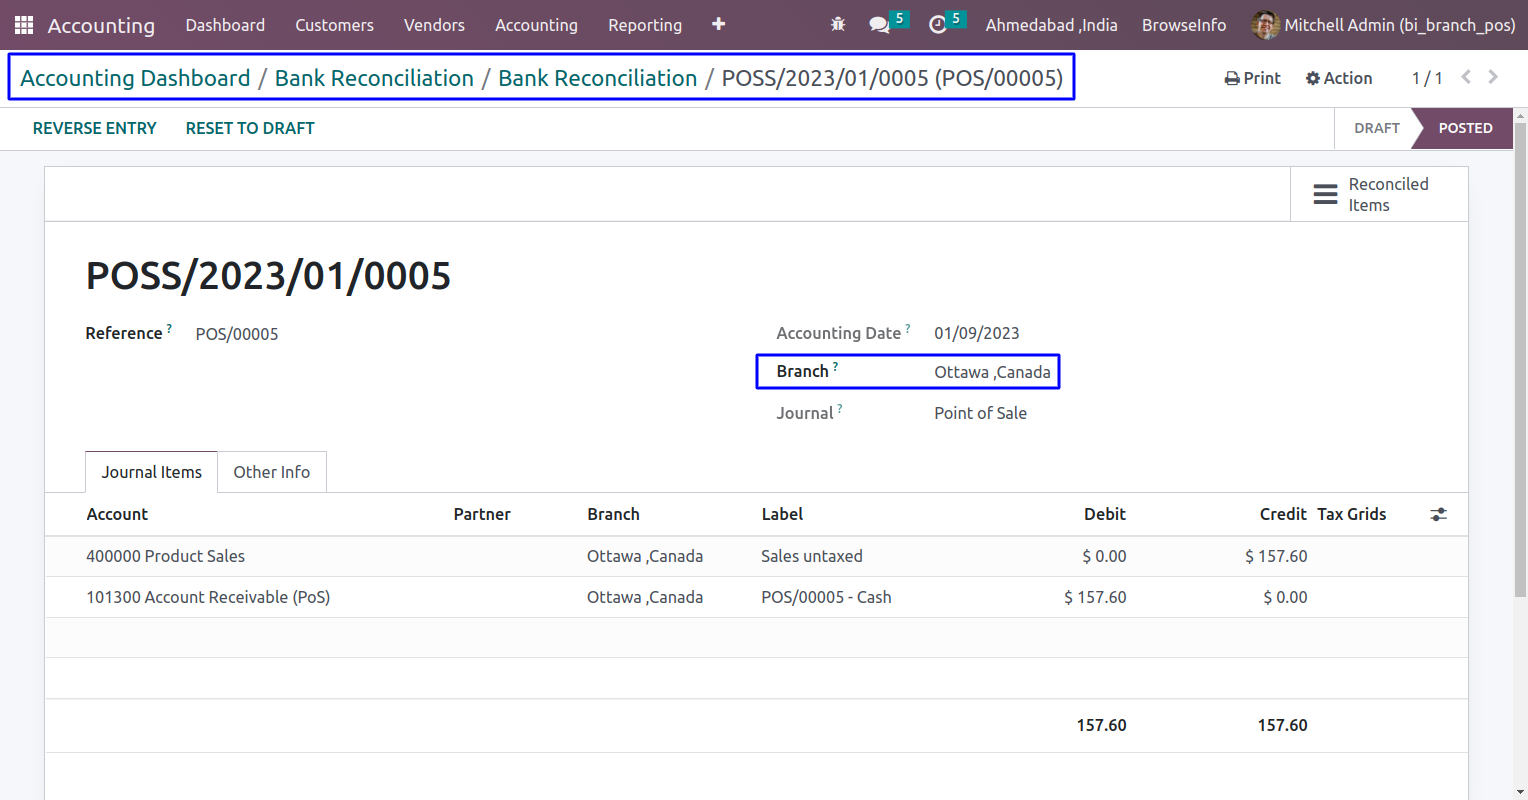 Accounting Dashboard Customers Vendors Accounting Reporting + 5 5 Ahmedabad ,India BrowseInfo Mitchell Admin (bi_branch_pos)
Accounting Dashboard / Bank Reconciliation / Bank Reconciliation / POSS/2023/01/0005 (POS/00005) Print Action 1 / 1
REVERSE ENTRY RESET TO DRAFT DRAFT POSTED
Reconciled
Items
POSS/2023/01/0005
Reference ? POS/00005 Accounting Date ? 01/09/2023
Branch ? Ottawa ,Canada
Journal ? Point of Sale
Journal Items Other Info
Account Partner Branch Label Debit Credit Tax Grids
400000 Product Sales Ottawa ,Canada Sales untaxed $ 0.00 $ 157.60
101300 Account Receivable (PoS) Ottawa ,Canada POS/00005 - Cash $ 157.60 $ 0.00
157.60 157.60